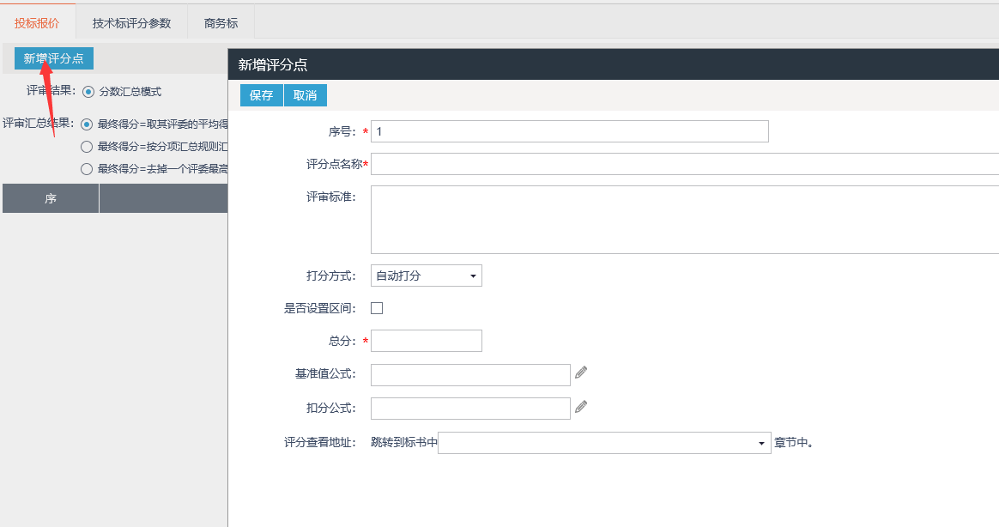 投标报价 技术标评分参数 商务标
新增评分点
新增评分点
评审结果： 分数汇总模式
保存 取消
评审汇总结果： 最终得分=取其评委的平均得
最终得分=按分项汇总规则汇
最终得分=去掉一个评委最高
序
序号：* 1
评分点名称*
评审标准：
打分方式： 自动打分
是否设置区间：
总分：*
基准值公式：
扣分公式：
评分查看地址： 跳转到标书中 章节中。